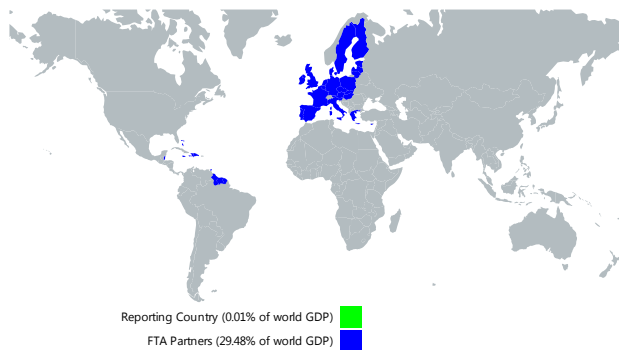 Reporting Country (0.01% of world GDP)
FTA Partners (29.48% of world GDP)